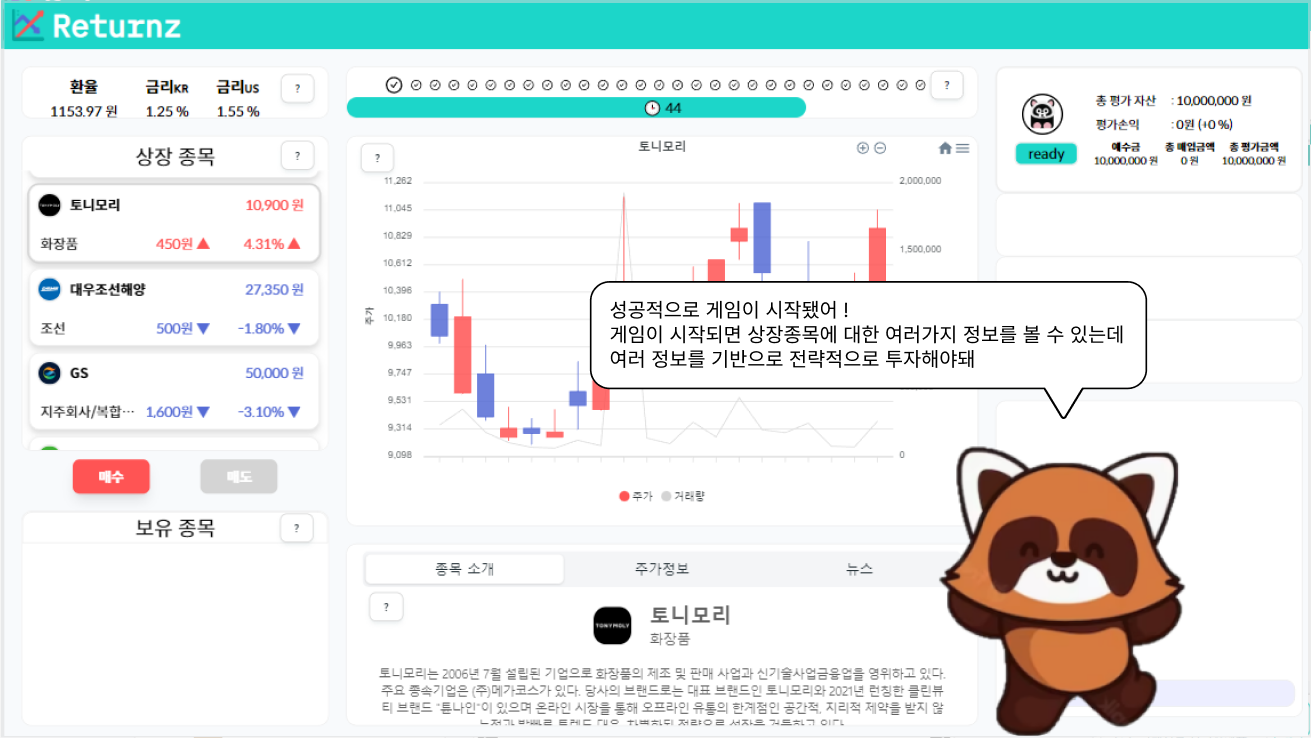 Returnz
환율 금리KR 금리US ?
1153.97 원 1.25 % 1.55 %
상장 종목 ?
토니모리 10,900 원
화장품 450원 ▲ 4.31% ▲
대우조선해양 27,350 원
조선 500원 ▼ -1.80% ▼
GS 50,000 원
지주회사/복합… 1,600원 ▼ -3.10% ▼
매수 매도
보유 종목 ?
?
44
?
토니모리
11,262
11,045
10,829
10,612
10,396
10,180
9,963
9,747
9,531
9,314
9,098
주가
2,000,000
1,500,000
0
주가 거래량
성공적으로 게임이 시작됐어 !
게임이 시작되면 상장종목에 대한 여러가지 정보를 볼 수 있는데
여러 정보를 기반으로 전략적으로 투자해야돼
종목 소개 주가정보 뉴스
?
TONYMOLY
토니모리
화장품
토니모리는 2006년 7월 설립된 기업으로 화장품의 제조 및 판매 사업과 신기술사업금융업을 영위하고 있다.
주요 종속기업은 (주)메가코스가 있다. 당사의 브랜드로는 대표 브랜드인 토니모리와 2021년 런칭한 클린뷰
티 브랜드 "튠나인"이 있으며 온라인 시장을 통해 오프라인 유통의 한계점인 공간적, 지리적 제약을 받지 않
ready
총 평가 자산 : 10,000,000 원
평가손익 : 0원 (+0 %)
예수금 총 매입금액 총 평가금액
10,000,000 원 0 원 10,000,000 원